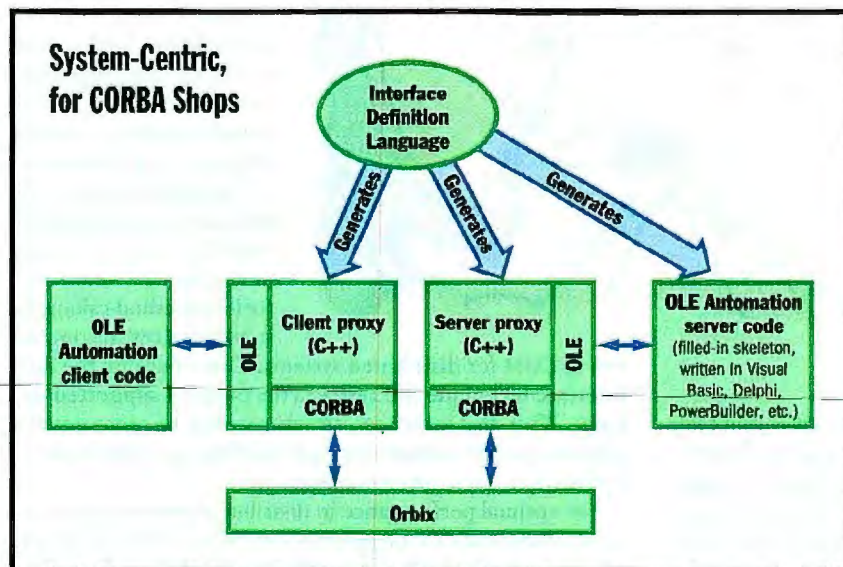 System-Centric,
for CORBA Shops
Interface
Definition
Language
Generates
Generates
Generates
OLE
Automation
client code
OLE
Client proxy
(C++)
CORBA
Server proxy
(C++)
CORBA
OLE
OLE Automation
server code
(filled-in skeleton,
written in Visual
Basic, Delphi,
PowerBuilder, etc.)
Orbix